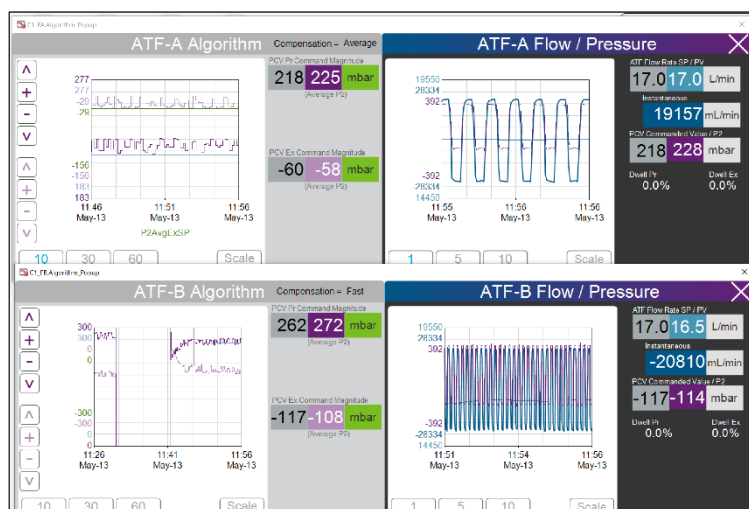 C1_FA.Algorithm_Popup
ATF-A Algorithm
Compensation = Average
ATF-A Flow / Pressure
X
PCV Pr Command Magnitude
218 225 mbar
(Average P2)
PCV Ex Command Magnitude
-60 -58 mbar
(Average P2)
277
277
-29
-29
-156
-156
183
183
11:46
May-13
11:51
May-13
11:56
May-13
P2AvgExSP
10 30 60 Scale
19550
28334
392
-392
-28334
14450
11:55
May-13
11:56
May-13
11:56
May-13
1 5 10 Scale
ATF Flow Rate SP / PV
17.0 17.0 L/min
Instantaneous
19157 mL/min
PCV Commanded Value / P2
218 228 mbar
Dwell Pr Dwell Ex
0.0% 0.0%
C1_FB.Algorithm_Popup
ATF-B Algorithm
Compensation = Fast
ATF-B Flow / Pressure
X
PCV Pr Command Magnitude
262 272 mbar
(Average P2)
PCV Ex Command Magnitude
-117 -108 mbar
(Average P2)
300
300
0
0
-300
-300
0
0
11:26
May-13
11:41
May-13
11:56
May-13
10 30 60 Scale
19550
28334
392
-392
-28334
14450
11:51
May-13
11:54
May-13
11:56
May-13
1 5 10 Scale
ATF Flow Rate SP / PV
17.0 16.5 L/min
Instantaneous
-20810 mL/min
PCV Commanded Value / P2
-117 -114 mbar
Dwell Pr Dwell Ex
0.0% 0.0%